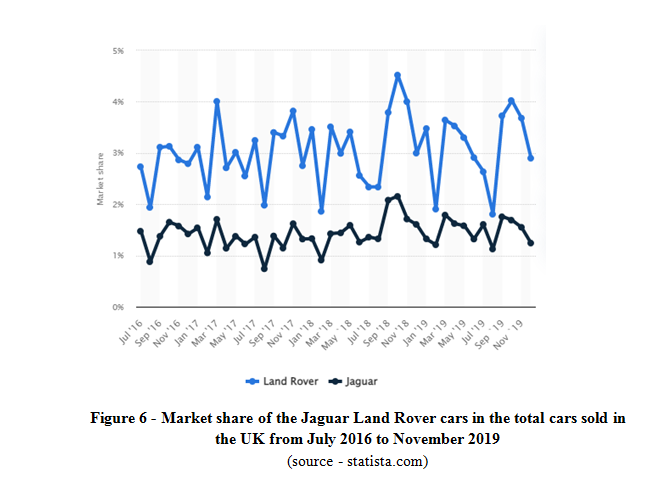 5%
4%
3%
2%
1%
0%
Market share
Jul '16
Sep '16
Nov '16
Jan '17
Mar '17
May '17
Jul '17
Sep '17
Nov '17
Jan '18
Mar '18
May '18
Jul '18
Sep '18
Nov '18
Jan '19
Mar '19
May '19
Jul '19
Sep '19
Nov '19
Land Rover Jaguar
Figure 6 - Market share of the Jaguar Land Rover cars in the total cars sold in
the UK from July 2016 to November 2019
(source - statista.com)